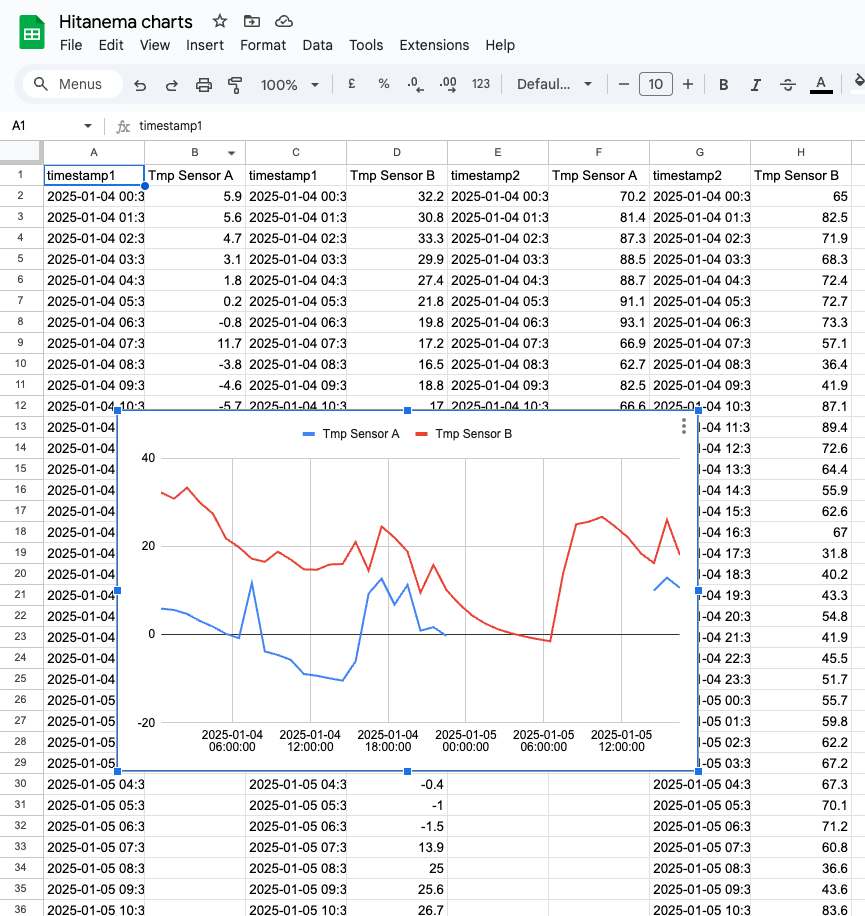 Hitanema charts
File Edit View Insert Format Data Tools Extensions Help
Menus 100% £ % .0 .00 123 Defaul... 10 B I S A
A1 fx timestamp1
A B C D E F G H
1 timestamp1 Tmp Sensor A timestamp1 Tmp Sensor B timestamp2 Tmp Sensor A timestamp2 Tmp Sensor B
2 2025-01-04 00:3 5.9 2025-01-04 00:3 32.2 2025-01-04 00:3 70.2 2025-01-04 00:3 65
3 2025-01-04 01:3 5.6 2025-01-04 01:3 30.8 2025-01-04 01:3 81.4 2025-01-04 01:3 82.5
4 2025-01-04 02:3 4.7 2025-01-04 02:3 33.3 2025-01-04 02:3 87.3 2025-01-04 02:3 71.9
5 2025-01-04 03:3 3.1 2025-01-04 03:3 29.9 2025-01-04 03:3 88.5 2025-01-04 03:3 68.3
6 2025-01-04 04:3 1.8 2025-01-04 04:3 27.4 2025-01-04 04:3 88.7 2025-01-04 04:3 72.4
7 2025-01-04 05:3 0.2 2025-01-04 05:3 21.8 2025-01-04 05:3 91.1 2025-01-04 05:3 72.7
8 2025-01-04 06:3 -0.8 2025-01-04 06:3 19.8 2025-01-04 06:3 93.1 2025-01-04 06:3 73.3
9 2025-01-04 07:3 11.7 2025-01-04 07:3 17.2 2025-01-04 07:3 66.9 2025-01-04 07:3 57.1
10 2025-01-04 08:3 -3.8 2025-01-04 08:3 16.5 2025-01-04 08:3 62.7 2025-01-04 08:3 36.4
11 2025-01-04 09:3 -4.6 2025-01-04 09:3 18.8 2025-01-04 09:3 82.5 2025-01-04 09:3 41.9
12 2025-01-04 10:3 -5.7 2025-01-04 10:3 17 2025-01-04 10:3 66.6 2025-01-04 10:3 87.1
13 2025-01-04 -04 11:3 89.4
14 2025-01-04 -04 12:3 72.6
15 2025-01-04 -04 13:3 64.4
16 2025-01-04 -04 14:3 55.9
17 2025-01-04 -04 15:3 62.6
18 2025-01-04 -04 16:3 67
19 2025-01-04 -04 17:3 31.8
20 2025-01-04 -04 18:3 40.2
21 2025-01-04 -04 19:3 43.3
22 2025-01-04 -04 20:3 54.8
23 2025-01-04 -04 21:3 41.9
24 2025-01-04 -04 22:3 45.5
25 2025-01-04 -04 23:3 51.7
26 2025-01-05 -05 00:3 55.7
27 2025-01-05 -05 01:3 59.8
28 2025-01-05 -05 02:3 62.2
29 2025-01-05 -05 03:3 67.2
Tmp Sensor A Tmp Sensor B
40
20
0
-20
2025-01-04 2025-01-04 2025-01-04 2025-01-05 2025-01-05 2025-01-05
06:00:00 12:00:00 18:00:00 00:00:00 06:00:00 12:00:00
30 2025-01-05 04:3 2025-01-05 04:3 -0.4 2025-01-05 04:3 67.3
31 2025-01-05 05:3 2025-01-05 05:3 -1 2025-01-05 05:3 70.1
32 2025-01-05 06:3 2025-01-05 06:3 -1.5 2025-01-05 06:3 71.2
33 2025-01-05 07:3 2025-01-05 07:3 13.9 2025-01-05 07:3 60.8
34 2025-01-05 08:3 2025-01-05 08:3 25 2025-01-05 08:3 36.6
35 2025-01-05 09:3 2025-01-05 09:3 25.6 2025-01-05 09:3 43.6
36 2025-01-05 10:3 2025-01-05 10:3 26.7 2025-01-05 10:3 83.6